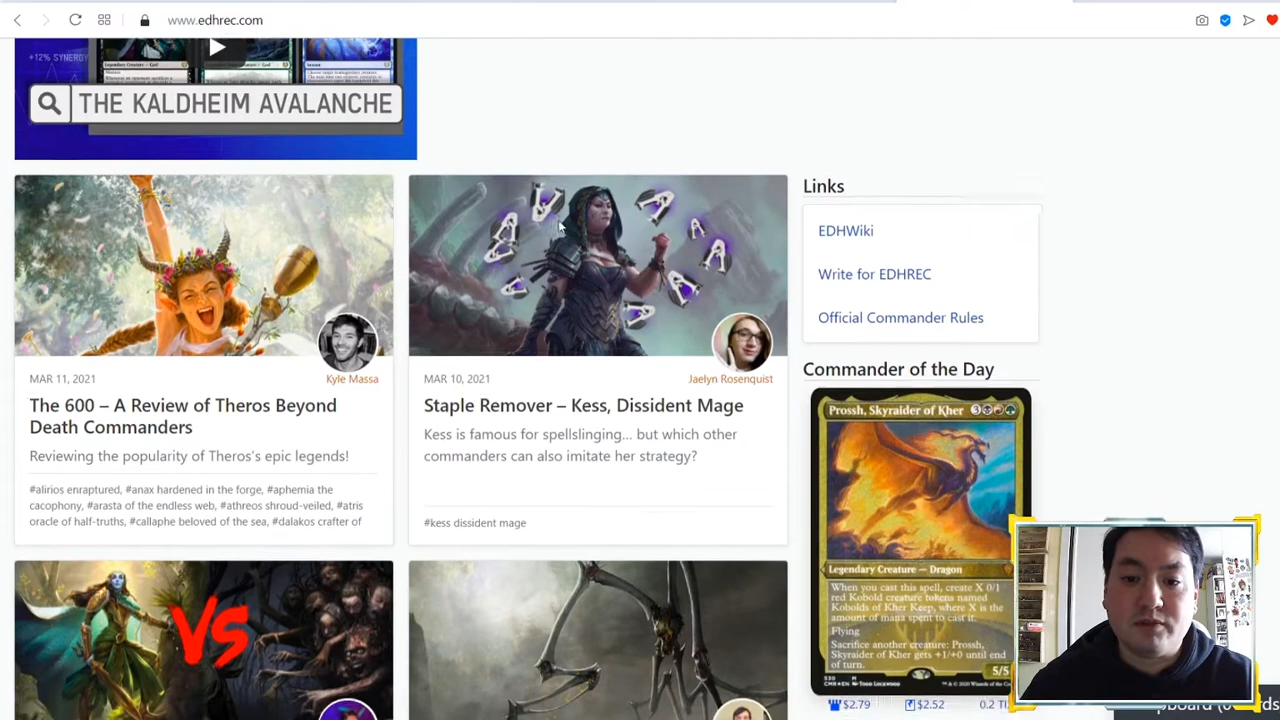 www.edhrec.com
+12% SYNERGY
THE KALDHEIM AVALANCHE
MAR 11, 2021
Kyle Massa
The 600 – A Review of Theros Beyond
Death Commanders
Reviewing the popularity of Theros's epic legends!
#alirios enraptured, #anax hardened in the forge, #aphemia the
cacophony, #arasta of the endless web, #athreos shroud-veiled, #atris
oracle of half-truths, #callaphe beloved of the sea, #dalakos crafter of
MAR 10, 2021
Jaelyn Rosenquist
Staple Remover – Kess, Dissident Mage
Kess is famous for spellslinging... but which other
commanders can also imitate her strategy?
#kess dissident mage
VS
Links
EDHWiki
Write for EDHREC
Official Commander Rules
Commander of the Day
Prossh, Skyraider of Kher
Legendary Creature — Dragon
When you cast this spell, create X 0/1
red Kobold creature tokens named
Kobolds of Kher Keep, where X is the
amount of mana spent to cast it.
Flying
Sacrifice another creature: Prossh,
Skyraider of Kher gets +1/+0 until end
of turn.
5/5
$2.79
$2.52